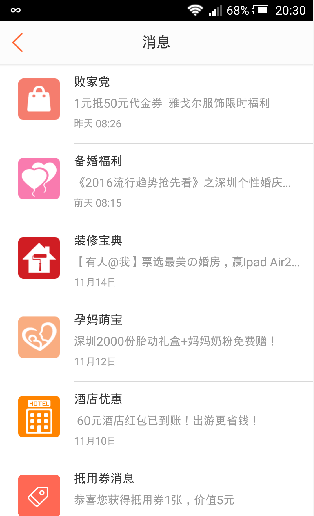 68% 20:30
消息
败家党
1元抵50元代金券 雅戈尔服饰限时福利
昨天 08:26
备婚福利
《2016流行趋势抢先看》之深圳个性婚庆...
前天 08:15
装修宝典
【有人@我】票选最美の婚房，赢Ipad Air2...
11月14日
孕妈萌宝
深圳2000份胎动礼盒+妈妈奶粉免费赠！
11月12日
HOTEL
酒店优惠
60元酒店红包已到账！出游更省钱！
11月10日
抵用券消息
恭喜您获得抵用券1张，价值5元